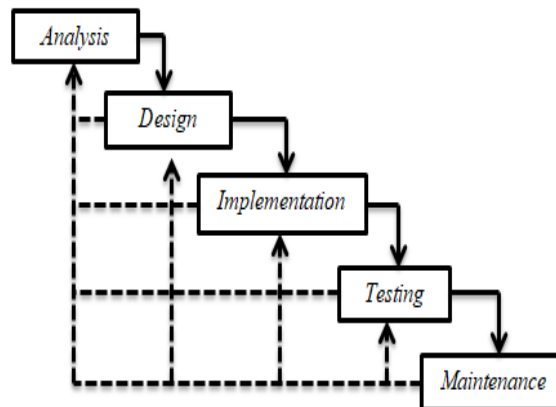 Analysis
Design
Implementation
Testing
Maintenance